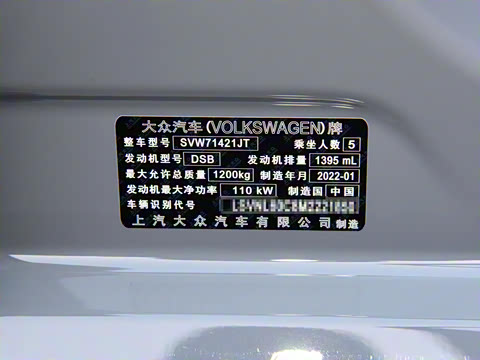 大众汽车(VOLKSWAGEN)牌
整车型号 SVW71421JT 乘坐人数 5
发动机型号 DSB 发动机排量 1395 mL
最大允许总质量 1200kg 制造年月 2022-01
发动机最大净功率 110 kW 制造国 中国
车辆识别代号
上汽大众汽车有限公司 制造